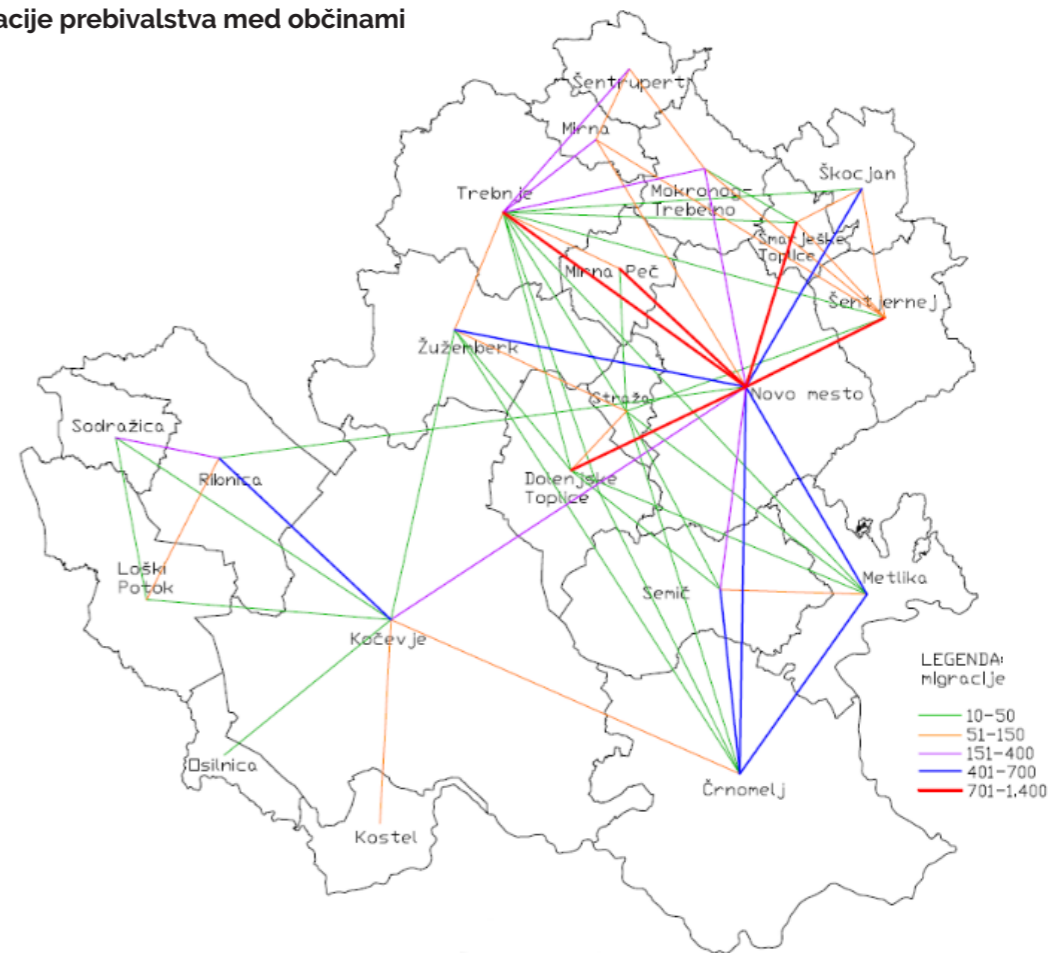 acije prebivalstva med občinami
Šentrupert
Mirna
Škocjan
Trebnje
Mokronog-
Trebelno
Šmarješke
Toplice
Mirna Peč
Šentjernej
Žužemberk
Straža
Novo mesto
Sodražica
Ribnica
Dolenjske
Toplice
Loški
Potok
Semič
Metlika
Kočevje
LEGENDA:
migracije
10-50
51-150
151-400
401-700
701-1.400
Osilnica
Črnomelj
Kostel